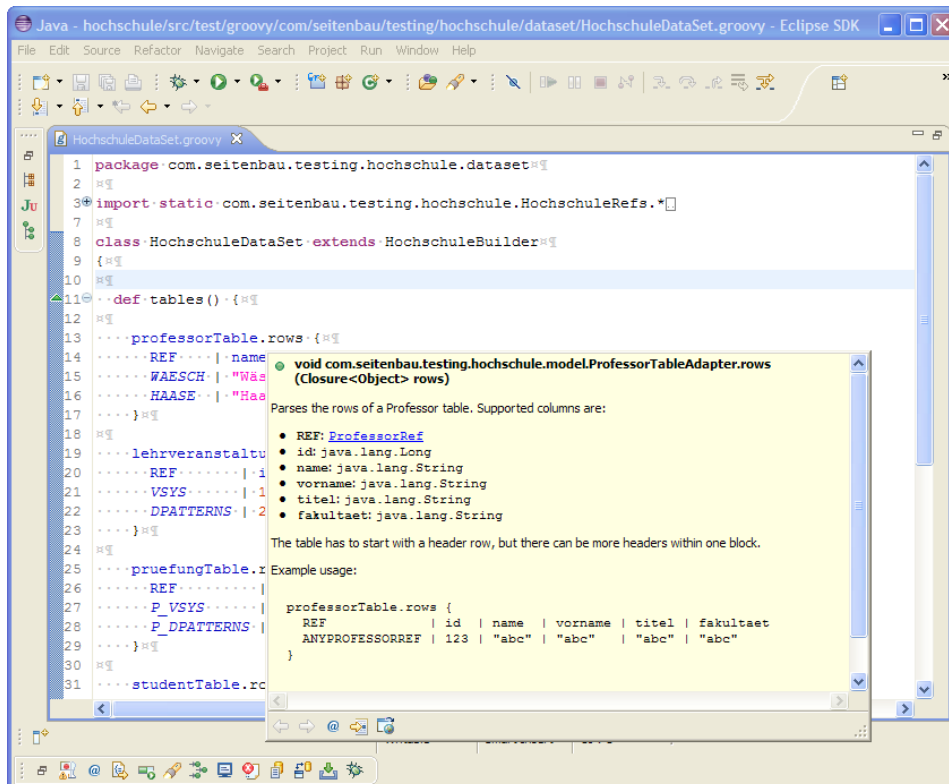 Java - hochschule/src/test/groovy/com/seitenbau/testing/hochschule/dataset/HochschuleDataSet.groovy - Eclipse SDK
File Edit Source Refactor Navigate Search Project Run Window Help
HochschuleDataSet.groovy
1 package com.seitenbau.testing.hochschule.dataset¤¶
2 ¤¶
3 import static com.seitenbau.testing.hochschule.HochschuleRefs.*
7 ¤¶
8 class HochschuleDataSet extends HochschuleBuilder¤¶
9 {¤¶
10 ¤¶
11 ··def·tables()·{¤¶
12 ¤¶
13 ····professorTable.rows·{¤¶
14 ······REF····|·name
15 ······WAESCH·|·"Wäs
16 ······HAASE··|·"Haa
17 ····}¤¶
18 ¤¶
19 ····lehrveranstaltu
20 ······REF·······|·i
21 ······VSYS······|·1
22 ······DPATTERNS·|·2
23 ····}¤¶
24 ¤¶
25 ····pruefungTable.r
26 ······REF·········|
27 ······P_VSYS······|
28 ······P_DPATTERNS·|
29 ····}¤¶
30 ¤¶
31 ····studentTable.ro
void com.seitenbau.testing.hochschule.model.ProfessorTableAdapter.rows
(Closure<Object> rows)
Parses the rows of a Professor table. Supported columns are:
• REF: ProfessorRef
• id: java.lang.Long
• name: java.lang.String
• vorname: java.lang.String
• titel: java.lang.String
• fakultaet: java.lang.String
The table has to start with a header row, but there can be more headers within one block.
Example usage:
professorTable.rows {
REF | id | name | vorname | titel | fakultaet
ANYPROFESSORREF | 123 | "abc" | "abc" | "abc" | "abc"
}